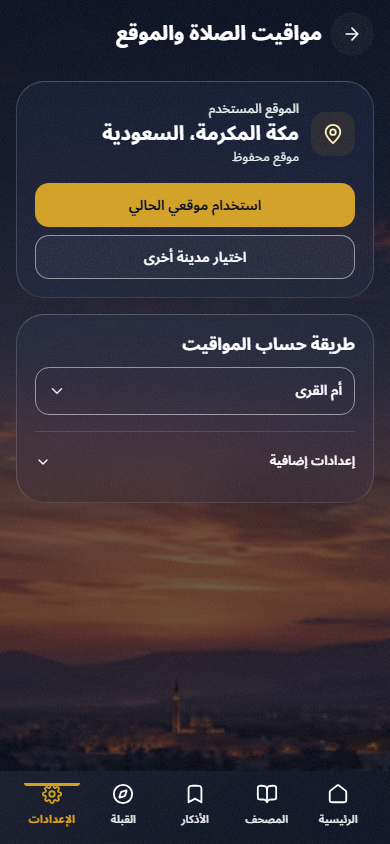 مواقيت الصلاة والموقع
الموقع المستخدم
مكة المكرمة، السعودية
موقع محفوظ
استخدام موقعي الحالي
اختيار مدينة أخرى
طريقة حساب المواقيت
أم القرى
إعدادات إضافية
الرئيسية
المصحف
الأذكار
القبلة
الإعدادات